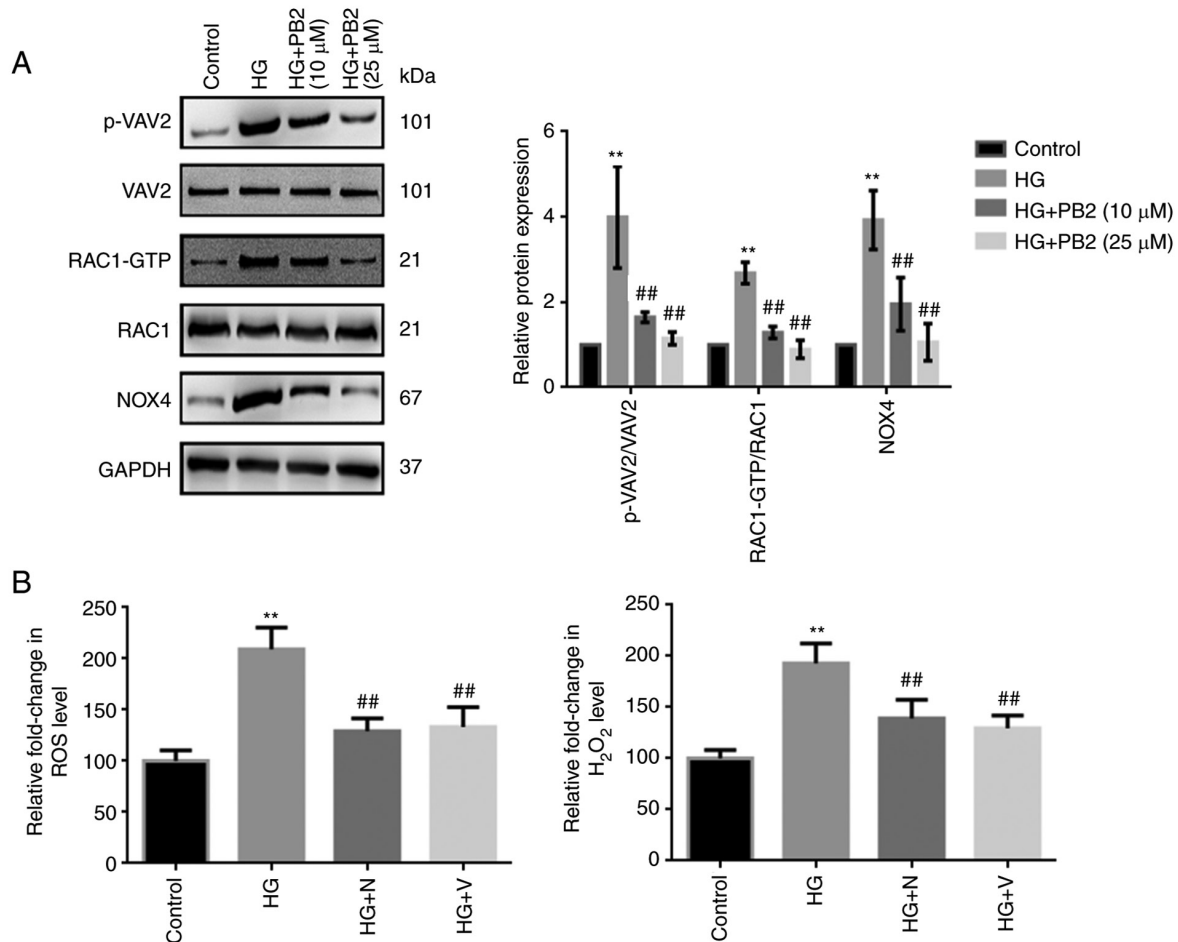 A
Control
HG
HG+PB2
(10 μM)
HG+PB2
(25 μM)
kDa
p-VAV2
101
VAV2
101
RAC1-GTP
21
RAC1
21
NOX4
67
GAPDH
37
Relative protein expression
6
4
2
0
**
##
##
**
##
##
**
##
##
p-VAV2/VAV2
RAC1-GTP/RAC1
NOX4
Control
HG
HG+PB2 (10 μM)
HG+PB2 (25 μM)
B
Relative fold-change in
ROS level
250
200
150
100
50
0
**
##
##
Control
HG
HG+N
HG+V
Relative fold-change in
H₂O₂ level
250
200
150
100
50
0
**
##
##
Control
HG
HG+N
HG+V